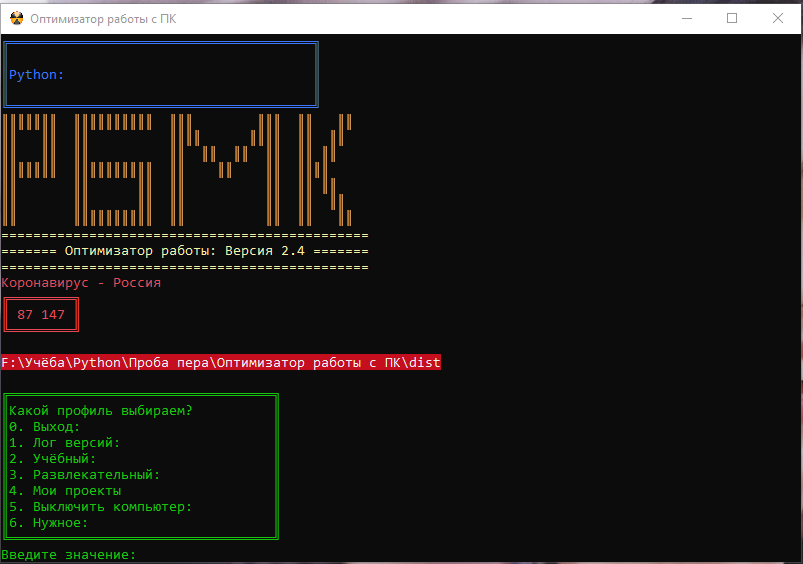 Оптимизатор работы с ПК
Python:
РБМК
=============================================
======= Оптимизатор работы: Версия 2.4 =======
=============================================
Коронавирус - Россия
87 147
F:\Учёба\Python\Проба пера\Оптимизатор работы с ПК\dist
Какой профиль выбираем?
0. Выход:
1. Лог версий:
2. Учёбный:
3. Развлекательный:
4. Мои проекты
5. Выключить компьютер:
6. Нужное:
Введите значение: